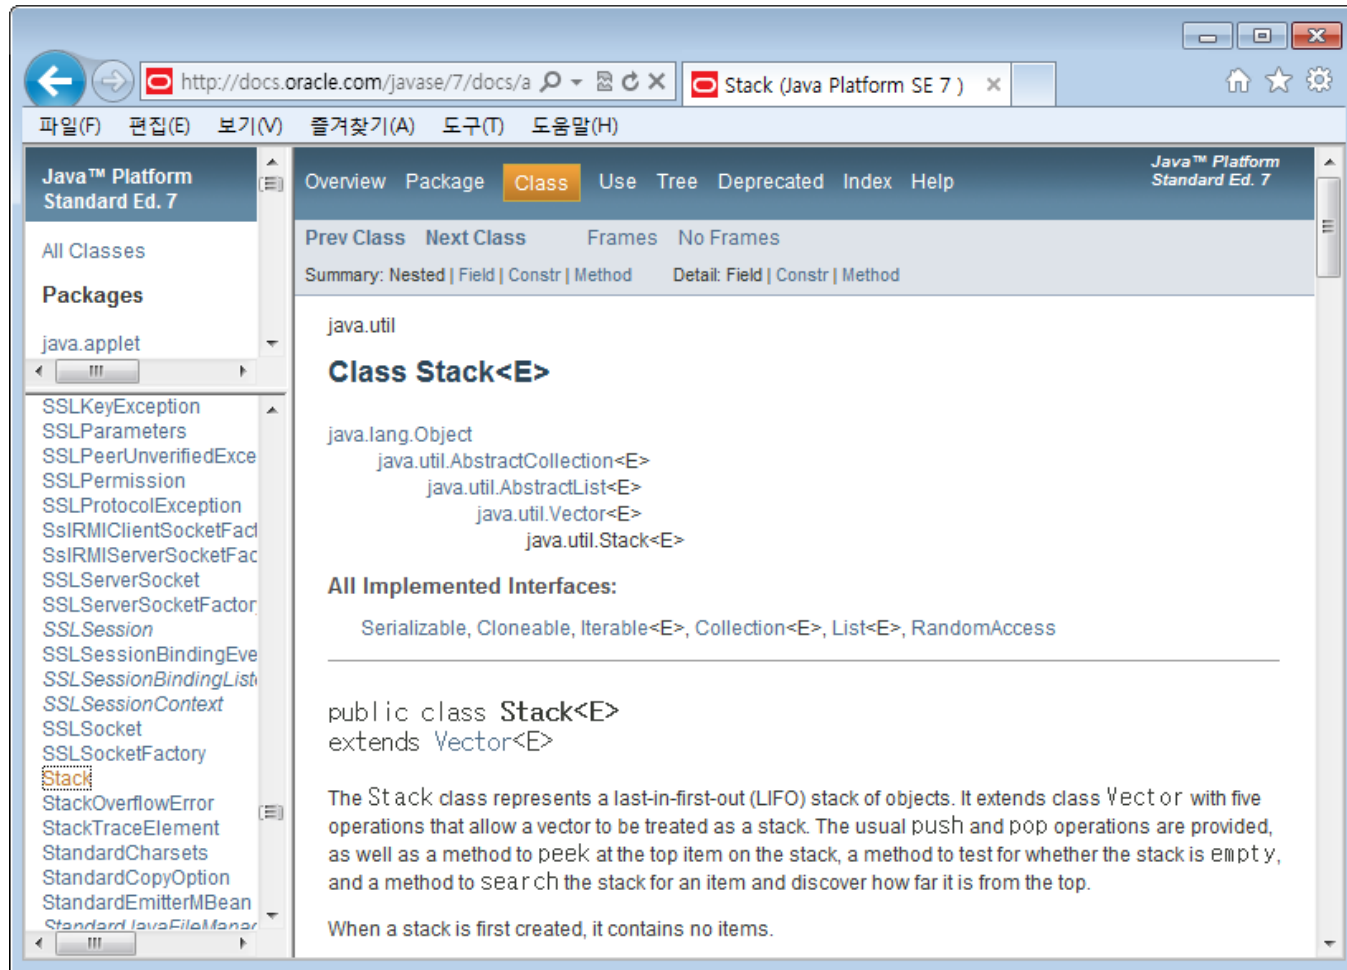 http://docs.oracle.com/javase/7/docs/a
Stack (Java Platform SE 7 )
파일(F) 편집(E) 보기(V) 즐겨찾기(A) 도구(T) 도움말(H)
Java™ Platform
Standard Ed. 7
All Classes
Packages
java.applet
SSLKeyException
SSLParameters
SSLPeerUnverifiedExce
SSLPermission
SSLProtocolException
SslRMIClientSocketFact
SslRMIServerSocketFac
SSLServerSocket
SSLServerSocketFactor
SSLSession
SSLSessionBindingEve
SSLSessionBindingListe
SSLSessionContext
SSLSocket
SSLSocketFactory
Stack
StackOverflowError
StackTraceElement
StandardCharsets
StandardCopyOption
StandardEmitterMBean
StandardJavaFileManag
Overview Package Class Use Tree Deprecated Index Help
Java™ Platform
Standard Ed. 7
Prev Class Next Class Frames No Frames
Summary: Nested | Field | Constr | Method Detail: Field | Constr | Method
java.util
Class Stack<E>
java.lang.Object
java.util.AbstractCollection<E>
java.util.AbstractList<E>
java.util.Vector<E>
java.util.Stack<E>
All Implemented Interfaces:
Serializable, Cloneable, Iterable<E>, Collection<E>, List<E>, RandomAccess
public class Stack<E>
extends Vector<E>
The Stack class represents a last-in-first-out (LIFO) stack of objects. It extends class Vector with five
operations that allow a vector to be treated as a stack. The usual push and pop operations are provided,
as well as a method to peek at the top item on the stack, a method to test for whether the stack is empty,
and a method to search the stack for an item and discover how far it is from the top.
When a stack is first created, it contains no items.